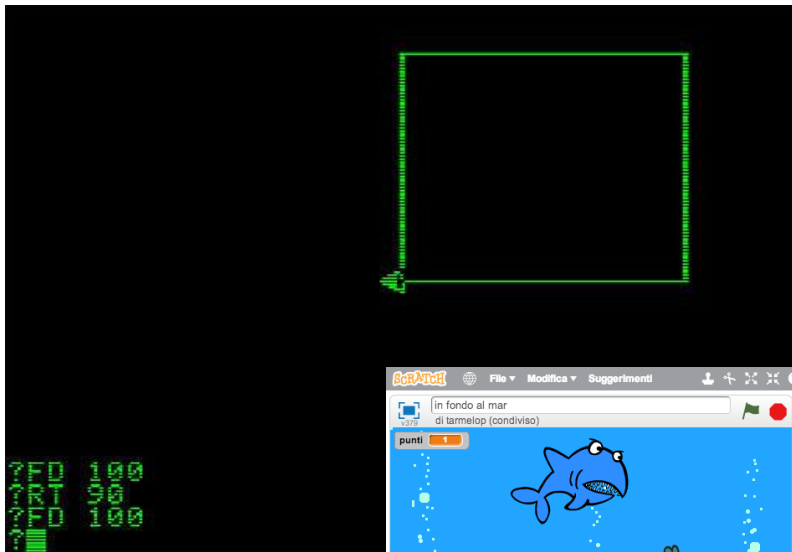 ?FD 100
?RT 90
?FD 100
?
SCRATCH File Modifica Suggerimenti
in fondo al mar
v379 di tarmelop (condiviso)
punti 1